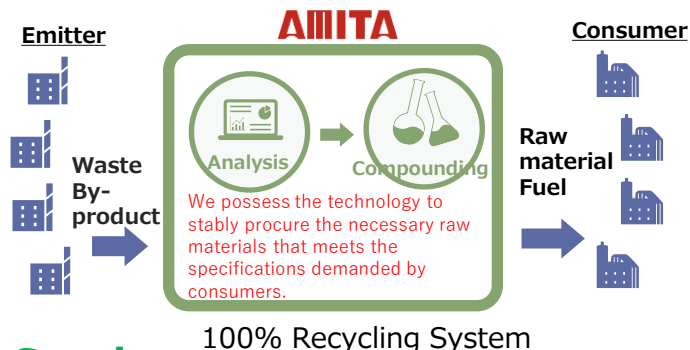 Emitter
AMITA
Consumer
Analysis
Compounding
Waste
By-
product
We possess the technology to
stably procure the necessary raw
materials that meets the
specifications demanded by
consumers.
Raw
material
Fuel
100% Recycling System